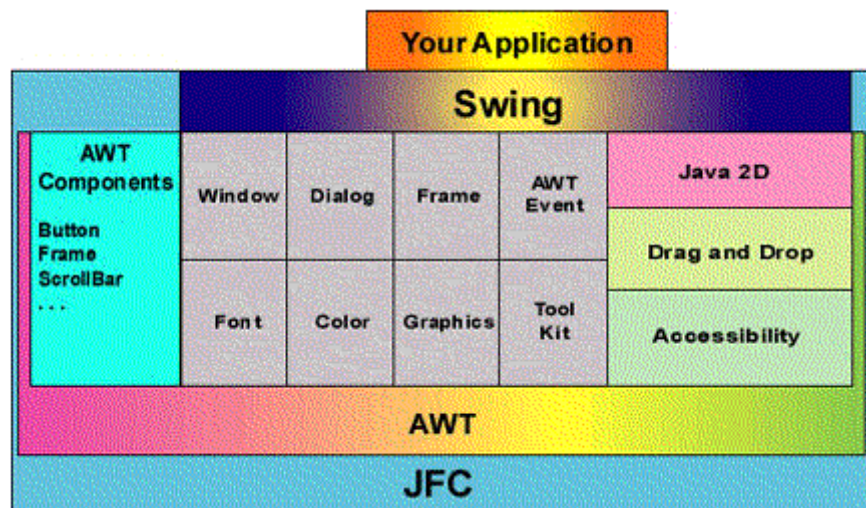 Your Application
Swing
AWT
Components
Button
Frame
ScrollBar
. . .
Window
Dialog
Frame
AWT
Event
Font
Color
Graphics
Tool
Kit
Java 2D
Drag and Drop
Accessibility
AWT
JFC